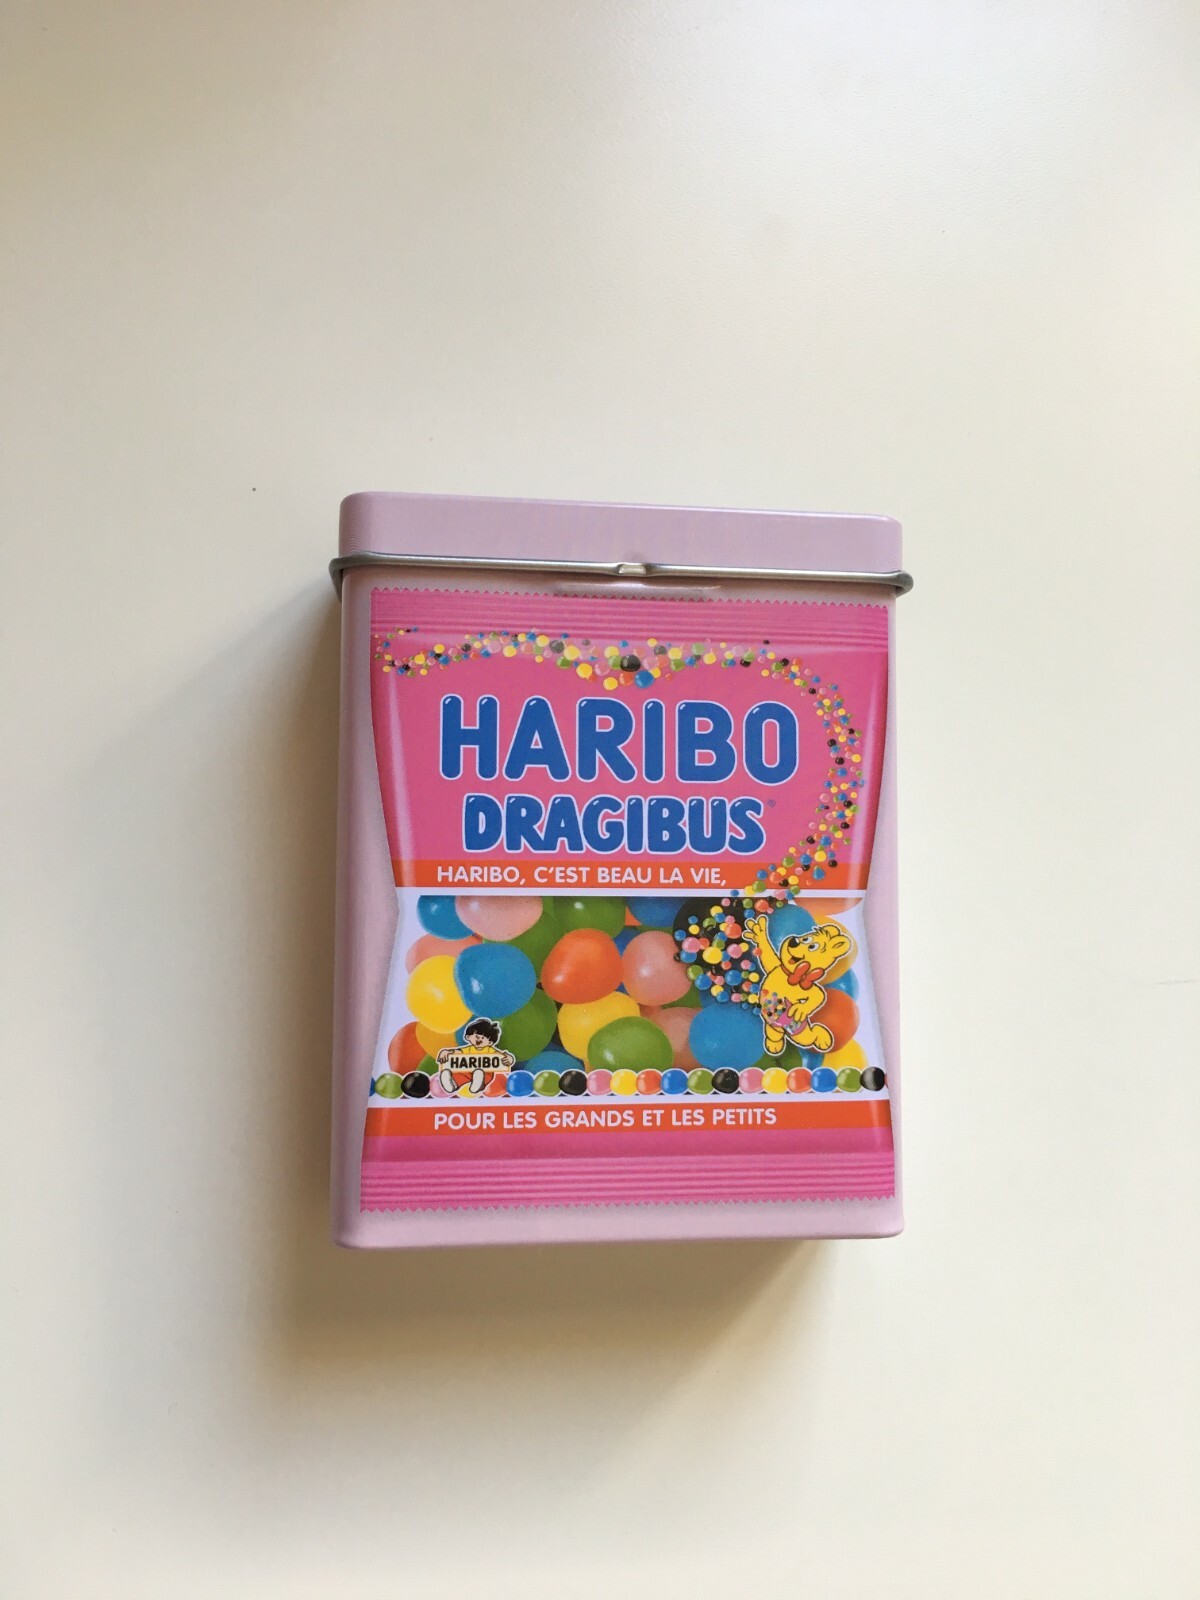 HARIBO
DRAGIBUS®
HARIBO, C'EST BEAU LA VIE,
HARIBO
POUR LES GRANDS ET LES PETITS